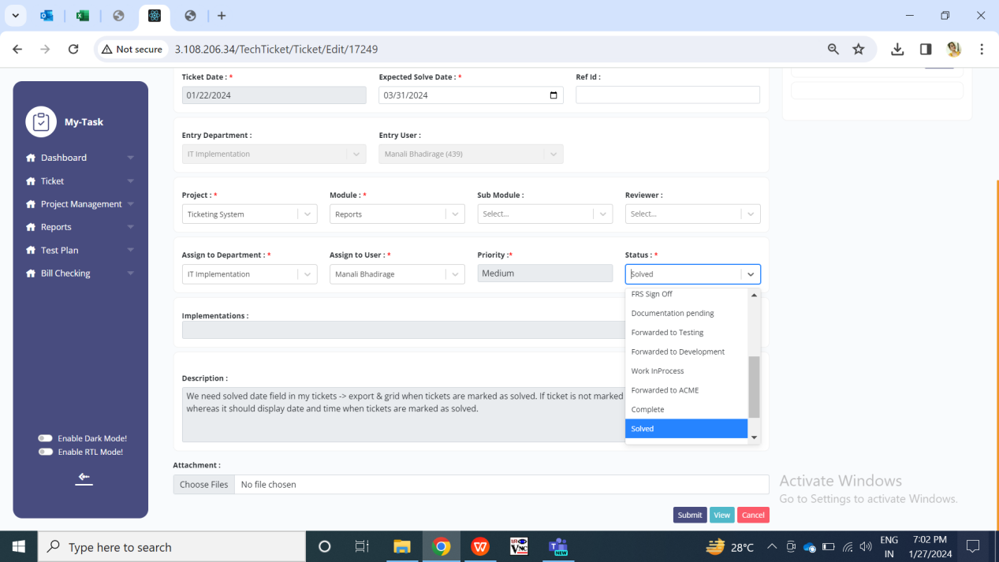 Not secure
3.108.206.34/TechTicket/Ticket/Edit/17249
My-Task
Dashboard
Ticket
Project Management
Reports
Test Plan
Bill Checking
Enable Dark Mode!
Enable RTL Mode!
Ticket Date : * Expected Solve Date : * Ref Id :
01/22/2024 03/31/2024
Entry Department : Entry User :
IT Implementation Manali Bhadirage (439)
Project : * Module : * Sub Module : Reviewer :
Ticketing System Reports Select... Select...
Assign to Department : * Assign to User : * Priority :* Status : *
IT Implementation Manali Bhadirage Medium Solved
FRS Sign Off
Documentation pending
Forwarded to Testing
Forwarded to Development
Work InProcess
Forwarded to ACME
Complete
Solved
Implementations :
Description :
We need solved date field in my tickets -> export & grid when tickets are marked as solved. If ticket is not marked
whereas it should display date and time when tickets are marked as solved.
Attachment :
Choose Files No file chosen
Submit View Cancel
Activate Windows
Go to Settings to activate Windows.
Type here to search
28°C
ENG
IN
7:02 PM
1/27/2024